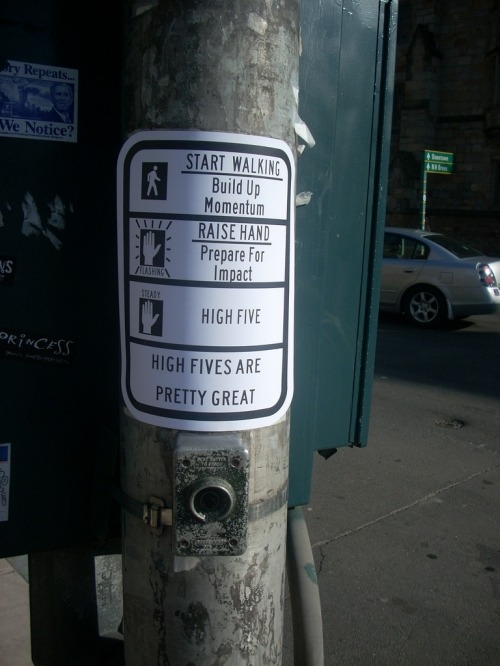 ry Repeats...
We Notice?
START WALKING
Build Up
Momentum
RAISE HAND
Prepare For
Impact
FLASHING
STEADY
HIGH FIVE
HIGH FIVES ARE
PRETTY GREAT
PRINCESS
Downtown